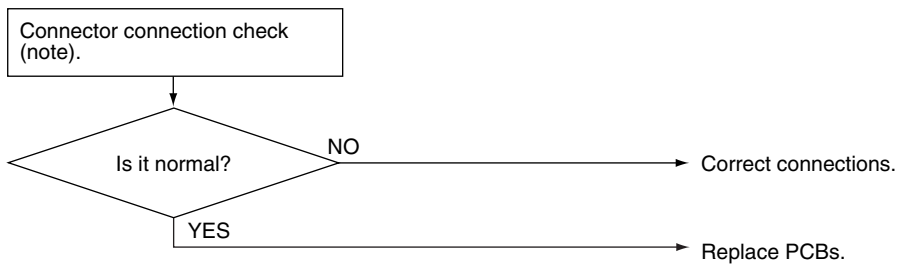 Connector connection check
(note).
Is it normal?
NO
Correct connections.
YES
Replace PCBs.